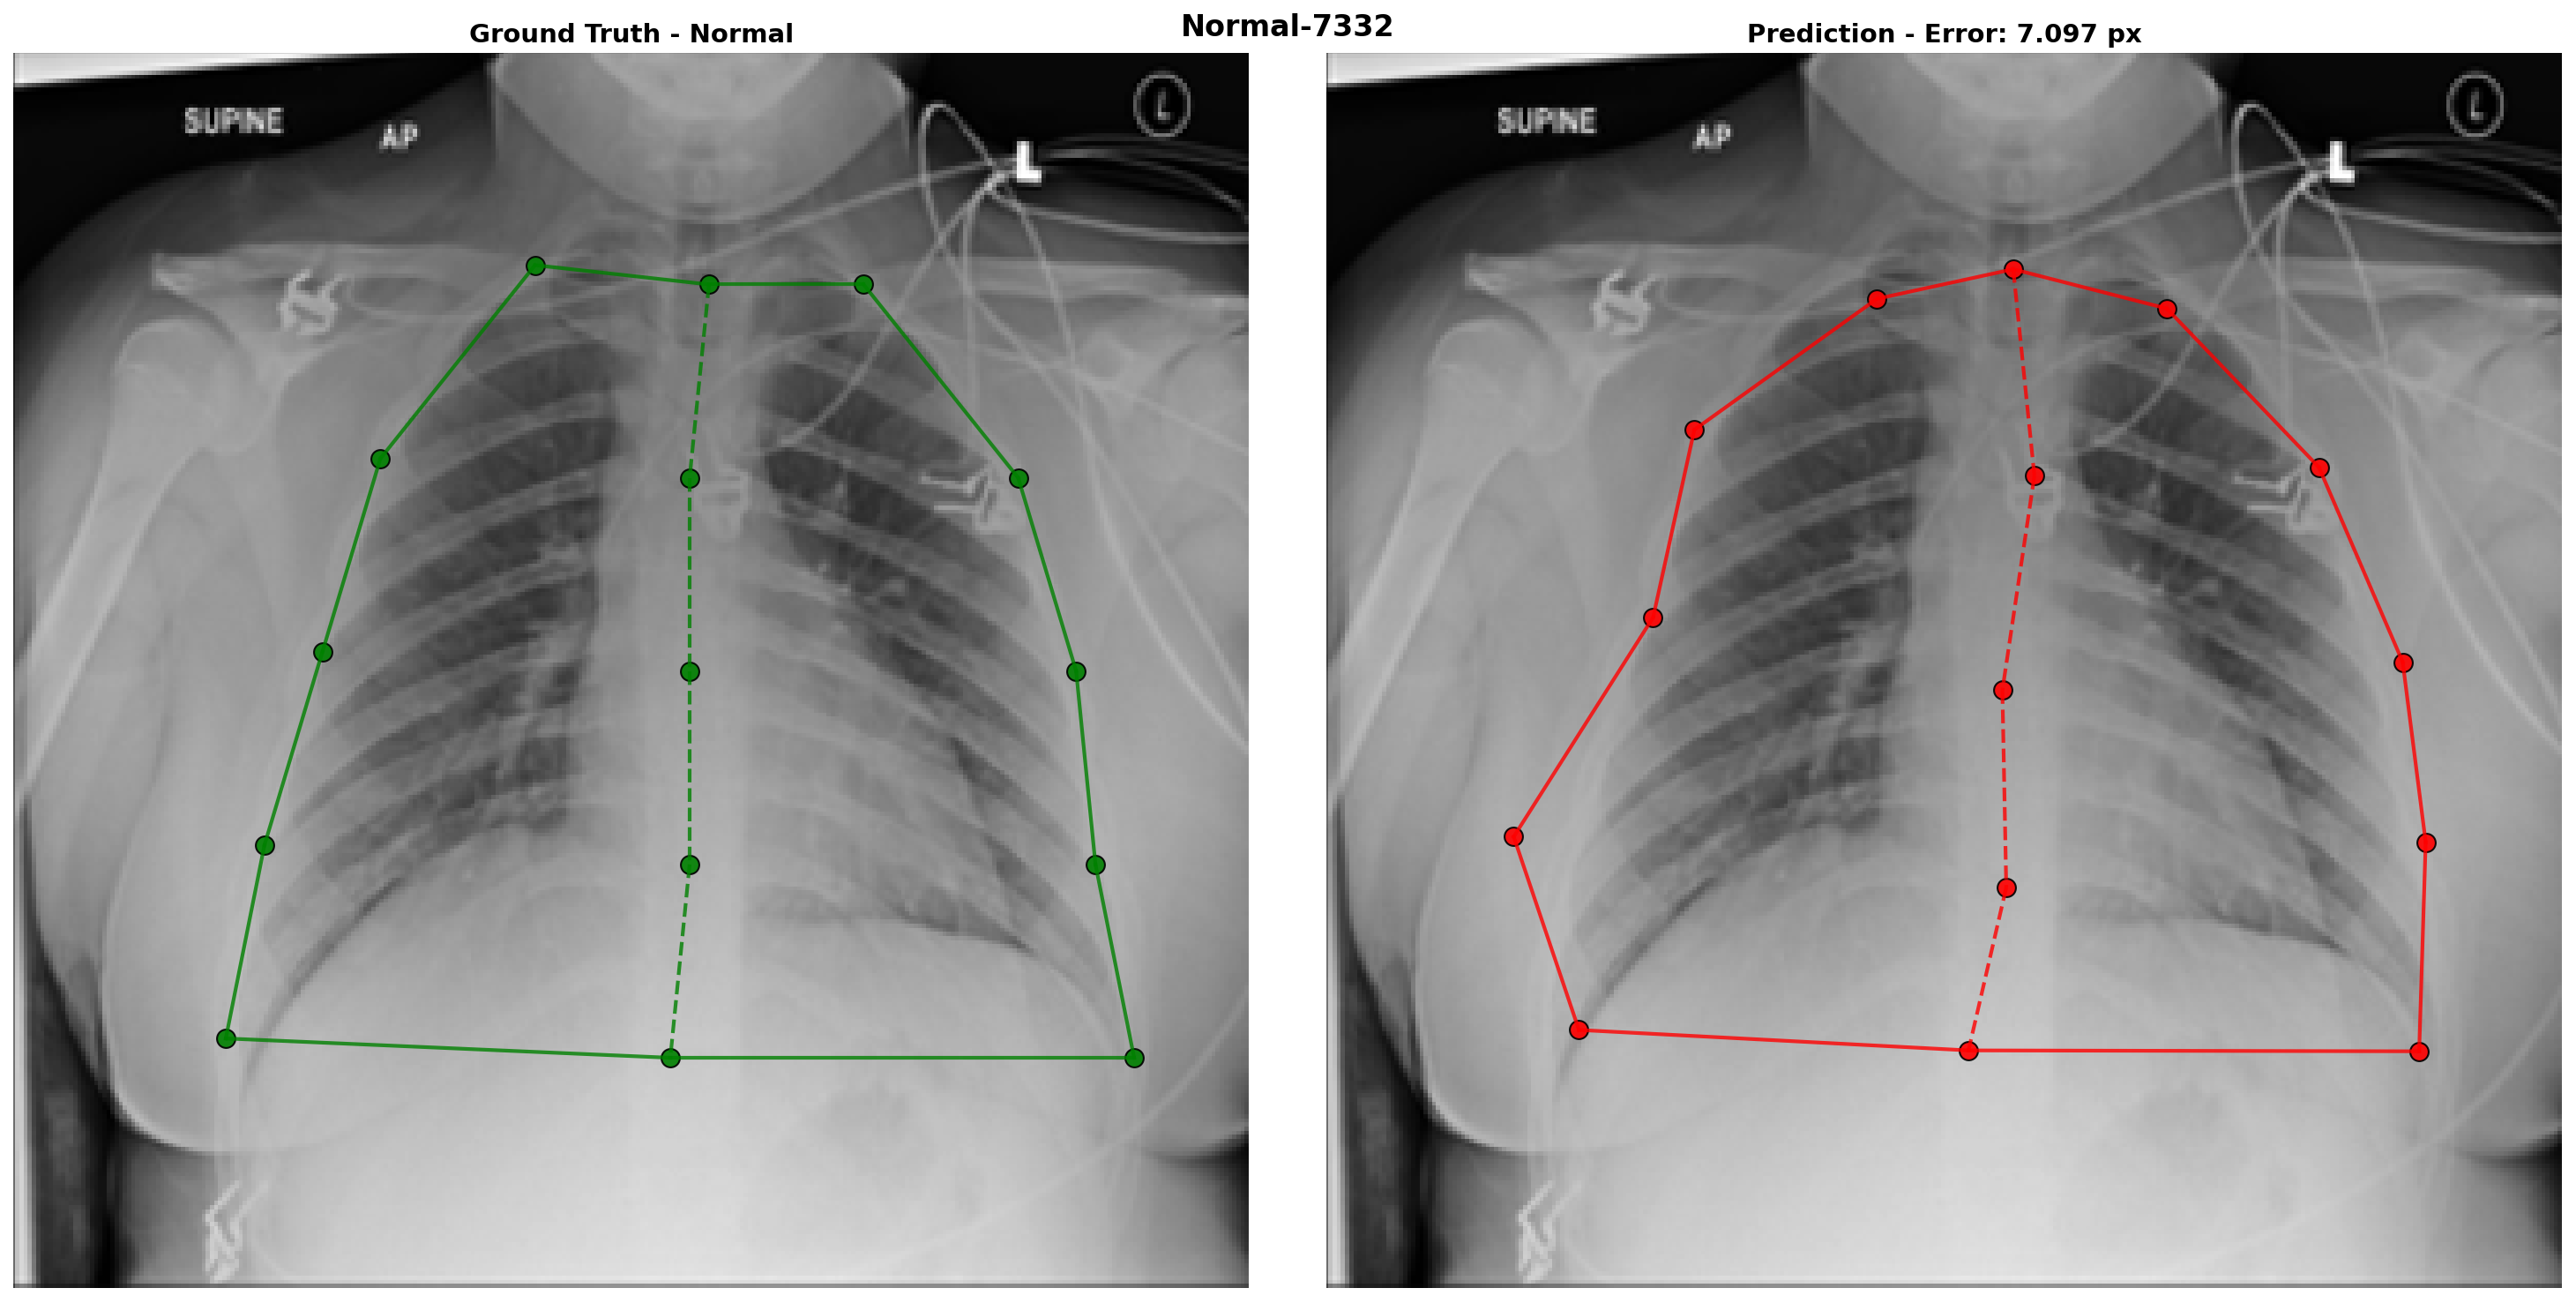 Normal-7332
Ground Truth - Normal
Prediction - Error: 7.097 px
SUPINE
AP
L
L
SUPINE
AP
L
L